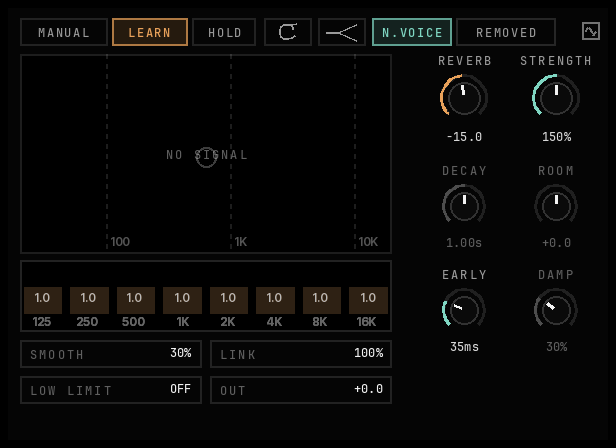 MANUAL LEARN HOLD N.VOICE REMOVED
REVERB STRENGTH
-15.0 150%
NO SIGNAL
DECAY ROOM
1.00s +0.0
100 1K 10K
EARLY DAMP
35ms 30%
1.0 1.0 1.0 1.0 1.0 1.0 1.0 1.0
125 250 500 1K 2K 4K 8K 16K
SMOOTH 30% LINK 100%
LOW LIMIT OFF OUT +0.0